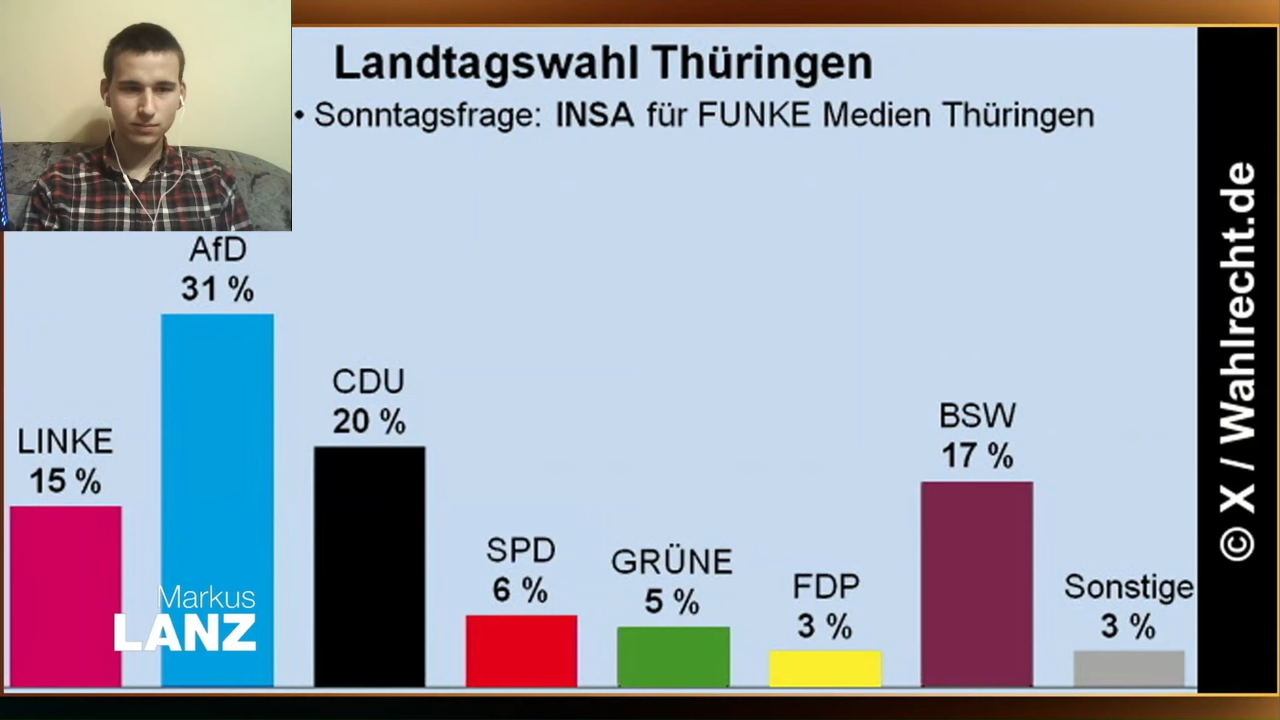 Landtagswahl Thüringen
• Sonntagsfrage: INSA für FUNKE Medien Thüringen
AfD
31 %
CDU
20 %
BSW
17 %
LINKE
15 %
SPD
6 %
GRÜNE
5 %
FDP
3 %
Sonstige
3 %
Markus
LANZ
© X / Wahlrecht.de